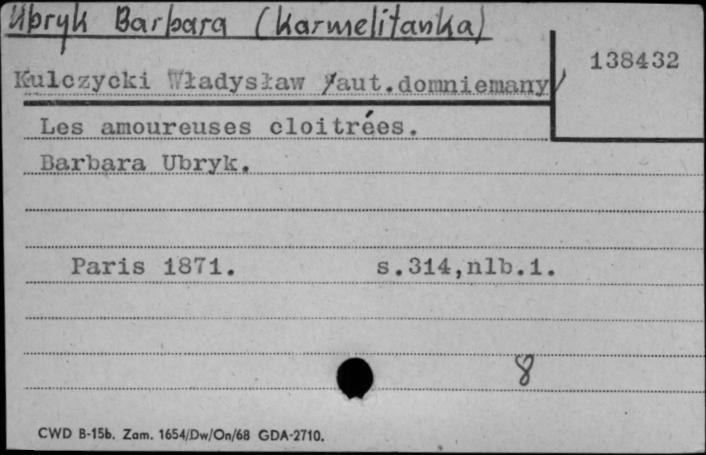 Ubryk Barbara (karmelitanka)
138432
Kulczycki Władysław /aut.domniemany/
Les amoureuses cloitrées.
Barbara Ubryk.
Paris 1871. s.314,nlb.1.
8
CWD B-15b. Zam. 1654/Dw/On/68 GDA-2710.